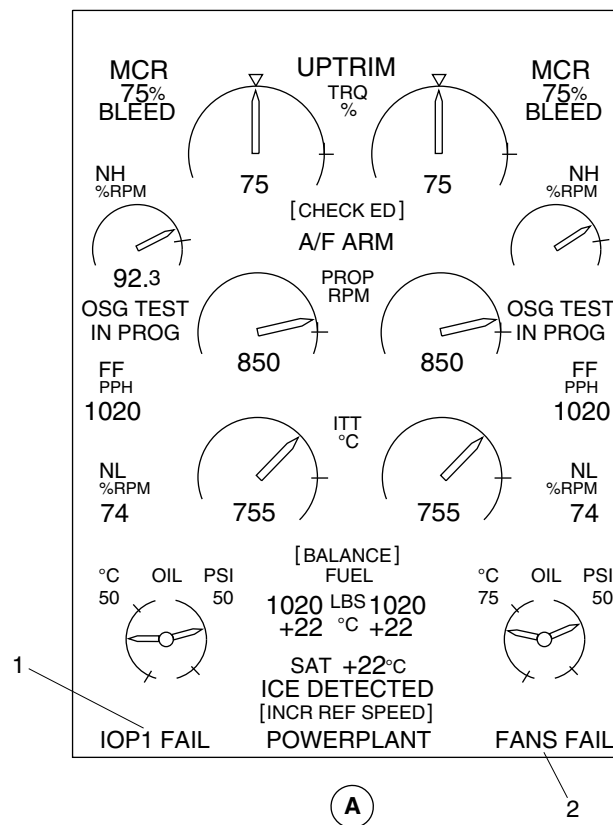 MCR UPTRIM MCR
75% TRQ 75%
BLEED % BLEED
75 75
NH NH
%RPM %RPM
[CHECK ED]
A/F ARM
92.3
PROP
RPM
OSG TEST OSG TEST
IN PROG IN PROG
850 850
FF FF
PPH PPH
1020 1020
ITT
°C
NL NL
%RPM %RPM
74 755 755 74
[BALANCE]
FUEL
°C OIL PSI °C OIL PSI
50 50 75 50
1020 LBS 1020
+22 °C +22
SAT +22°C
ICE DETECTED
[INCR REF SPEED]
1
IOP1 FAIL POWERPLANT FANS FAIL
A
2